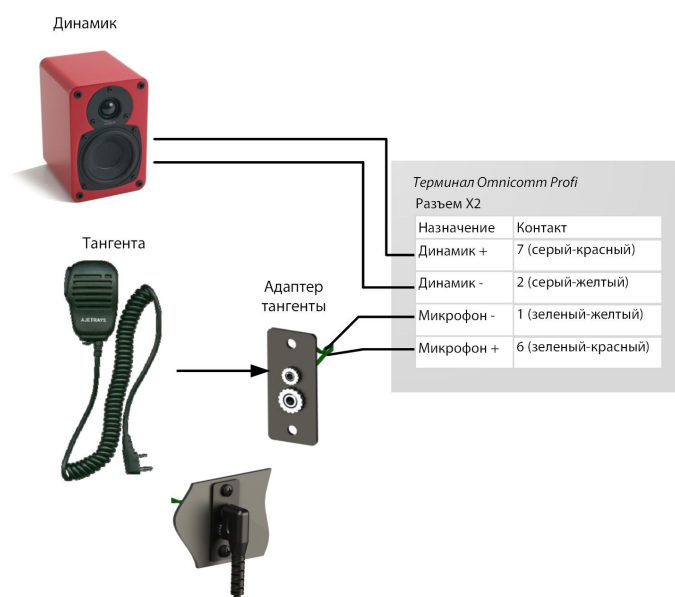 Динамик
Терминал Omnicomm Profi
Разъем X2
Назначение Контакт
Динамик + 7 (серый-красный)
Динамик - 2 (серый-желтый)
Микрофон - 1 (зеленый-желтый)
Микрофон + 6 (зеленый-красный)
Тангента
AJETRAYS
Адаптер
тангенты